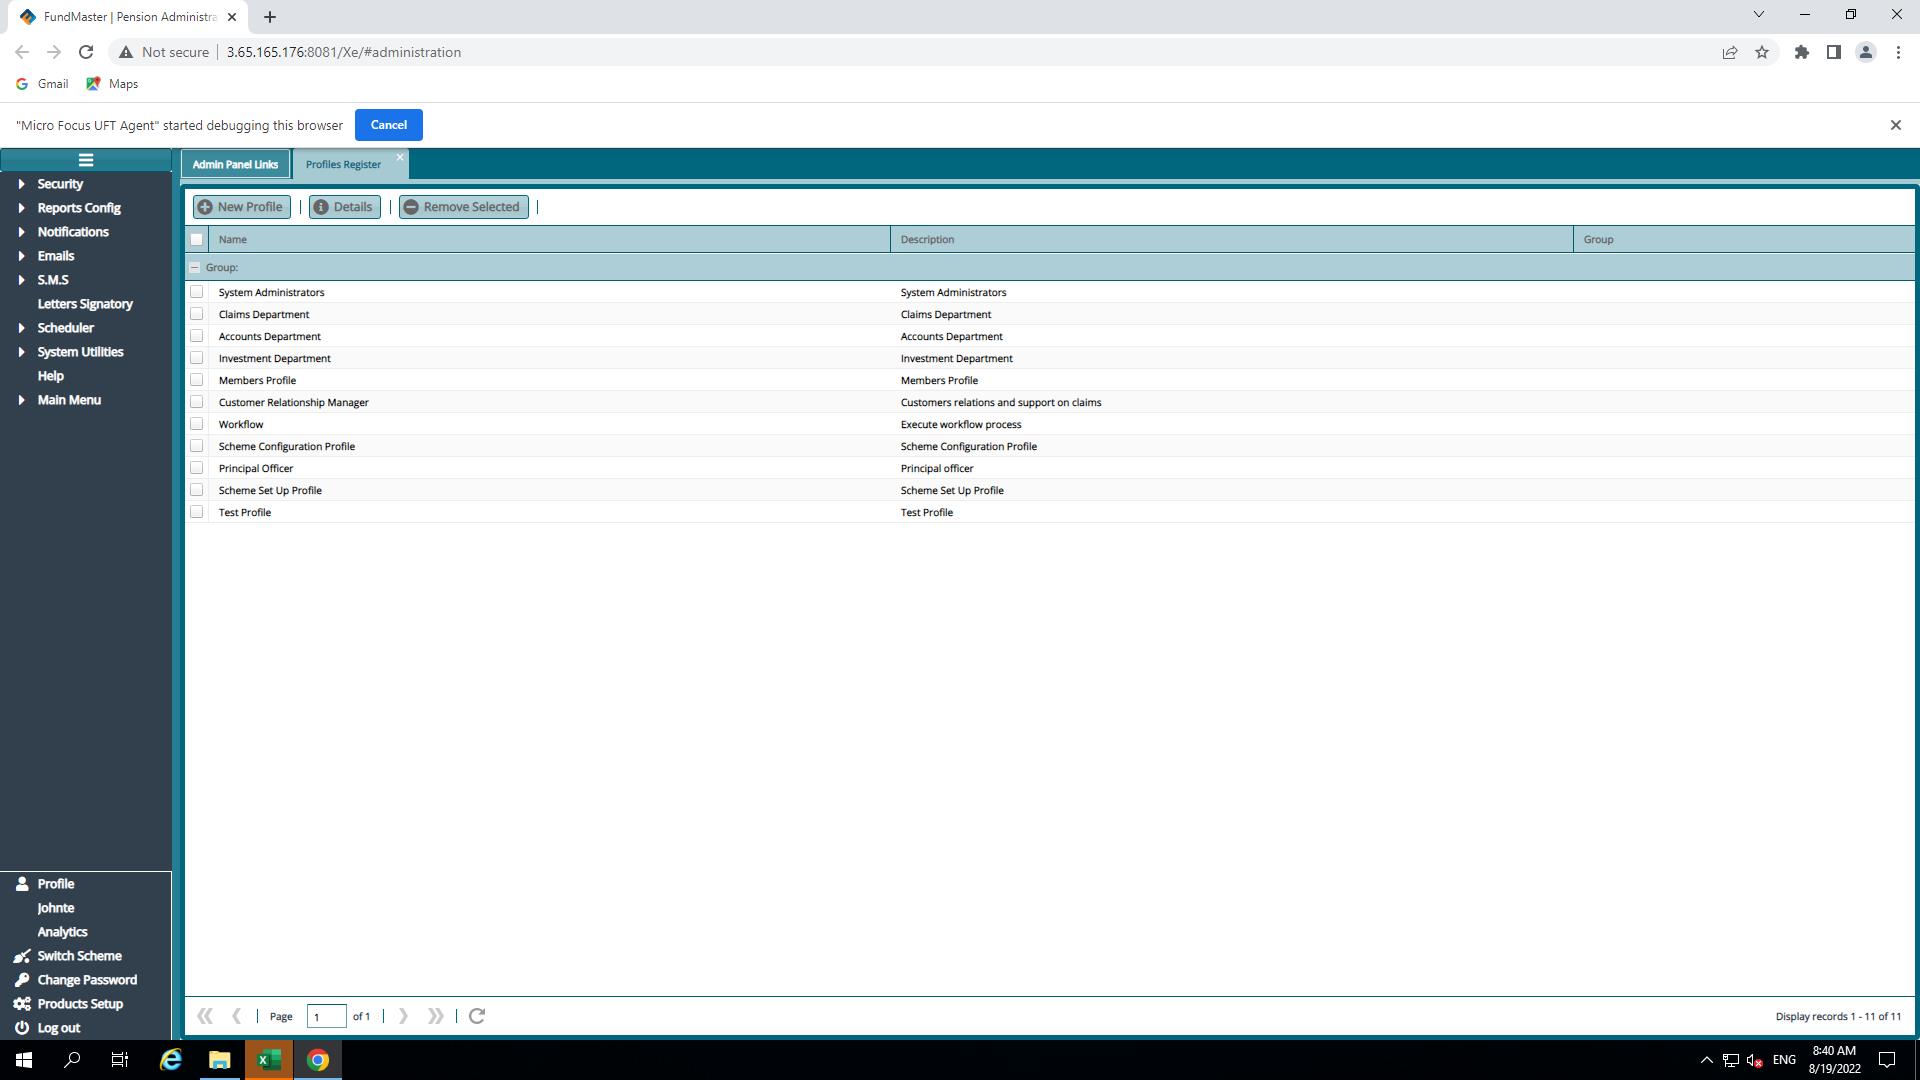 FundMaster | Pension Administra
Not secure 3.65.165.176:8081/Xe/#administration
Gmail Maps
"Micro Focus UFT Agent" started debugging this browser Cancel
Admin Panel Links Profiles Register
Security
Reports Config
Notifications
Emails
S.M.S
Letters Signatory
Scheduler
System Utilities
Help
Main Menu
New Profile | Details | Remove Selected |
Name Description Group
Group:
System Administrators System Administrators
Claims Department Claims Department
Accounts Department Accounts Department
Investment Department Investment Department
Members Profile Members Profile
Customer Relationship Manager Customers relations and support on claims
Workflow Execute workflow process
Scheme Configuration Profile Scheme Configuration Profile
Principal Officer Principal officer
Scheme Set Up Profile Scheme Set Up Profile
Test Profile Test Profile
Profile
Johnte
Analytics
Switch Scheme
Change Password
Products Setup
Log out
Page 1 of 1
Display records 1 - 11 of 11
ENG
8:40 AM
8/19/2022